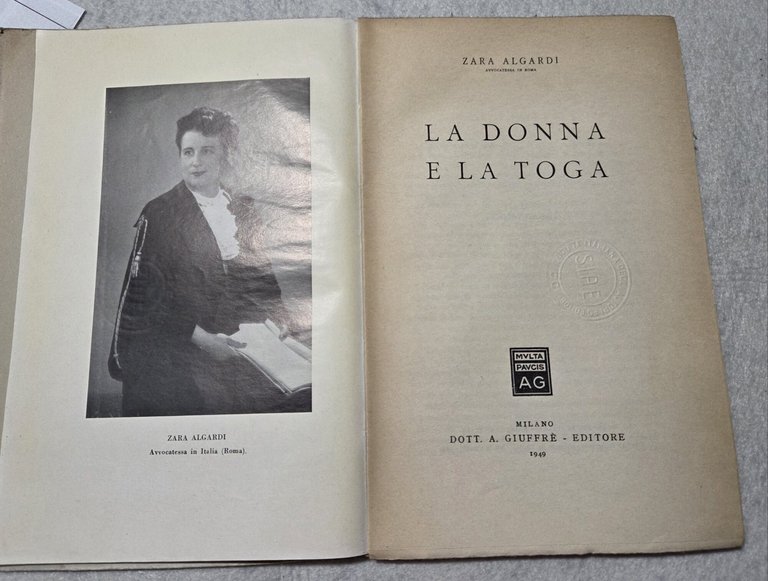 ZARA ALGARDI
Avvocatessa in Italia (Roma).
ZARA ALGARDI
AVVOCATESSA IN ROMA
LA DONNA
E LA TOGA
SIAE
MVLTA
PAVCIS
AG
MILANO
DOTT. A. GIUFFRÈ - EDITORE
1949